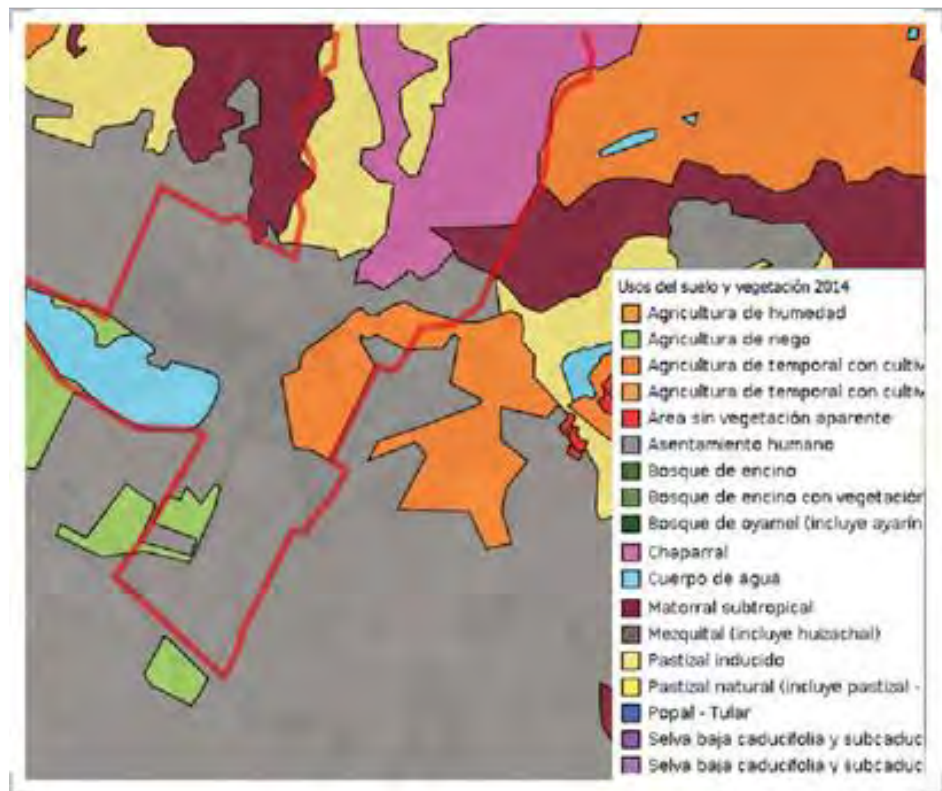 Usos del suelo y vegetación 2014
Agricultura de humedad
Agricultura de riego
Agricultura de temporal con cultiv
Agricultura de temporal con cultiv
Área sin vegetación aparente
Asentamiento humano
Bosque de encino
Bosque de encino con vegetación
Bosque de oyamel (incluye ayarín
Chaparral
Cuerpo de agua
Matorral subtropical
Mezquital (incluye huizachal)
Pastizal inducido
Pastizal natural (incluye pastizal -
Popal - Tular
Selva baja caducifolia y subcaduc
Selva baja caducifolia y subcaduc